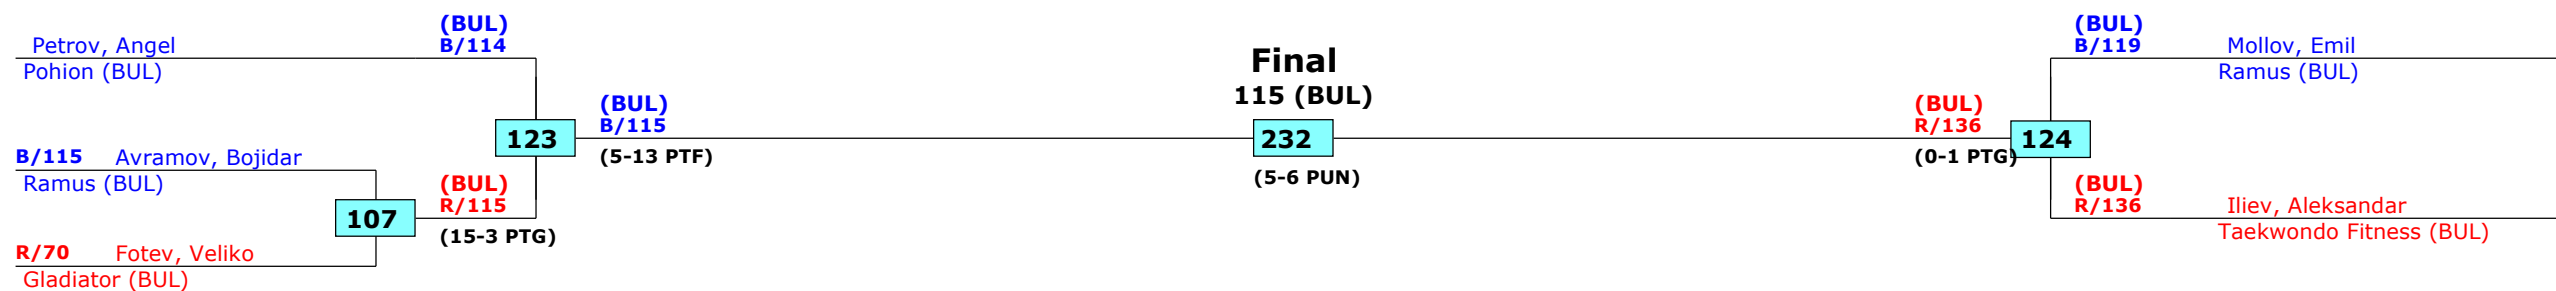 (BUL)
Petrov, Angel B/114
Pohion (BUL)
123
(BUL)
B/115
(5-13 PTF)
B/115 Avramov, Bojidar
Ramus (BUL)
107
(BUL)
R/115
(15-3 PTG)
R/70 Fotev, Veliko
Gladiator (BUL)
Final
115 (BUL)
232
(5-6 PUN)
(BUL)
B/119 Mollov, Emil
Ramus (BUL)
(BUL)
R/136
124
(0-1 PTG)
(BUL)
R/136 Iliev, Aleksandar
Taekwondo Fitness (BUL)